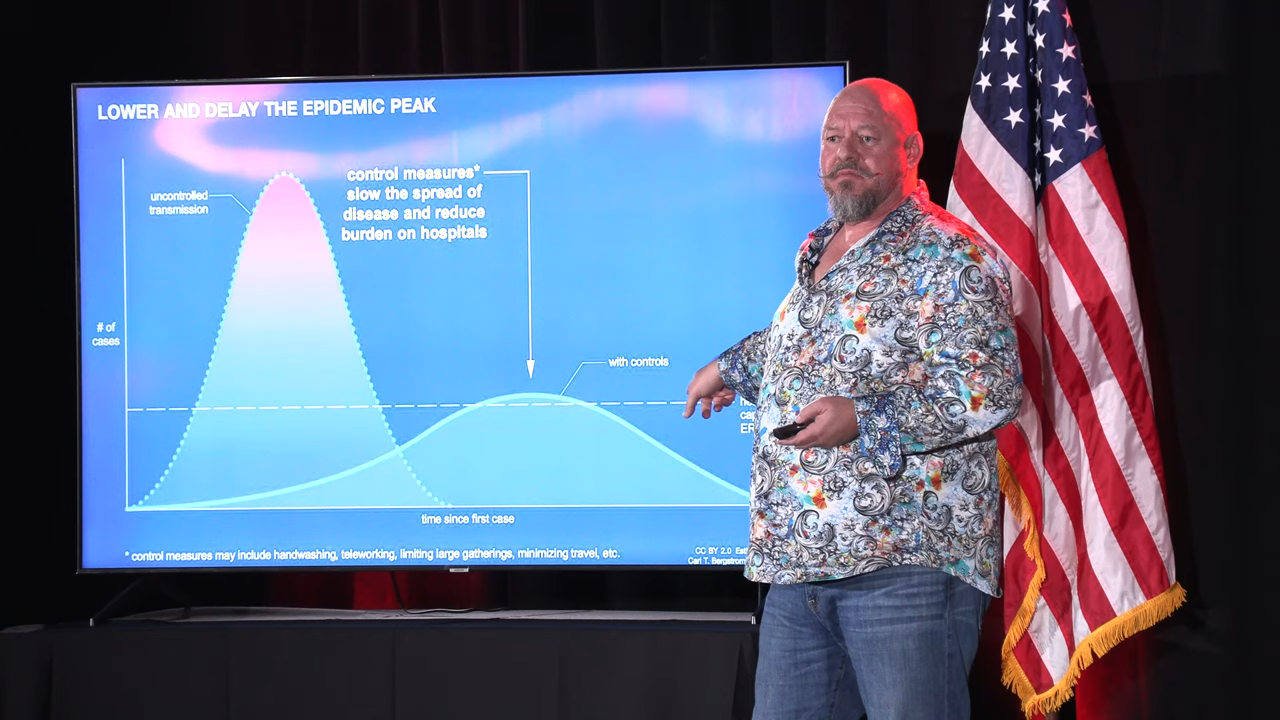 LOWER AND DELAY THE EPIDEMIC PEAK
uncontrolled
transmission
control measures*
slow the spread of
disease and reduce
burden on hospitals
# of
cases
with controls
time since first case
* control measures may include handwashing, teleworking, limiting large gatherings, minimizing travel, etc.
CC BY 2.0
Carl T. Bergstrom